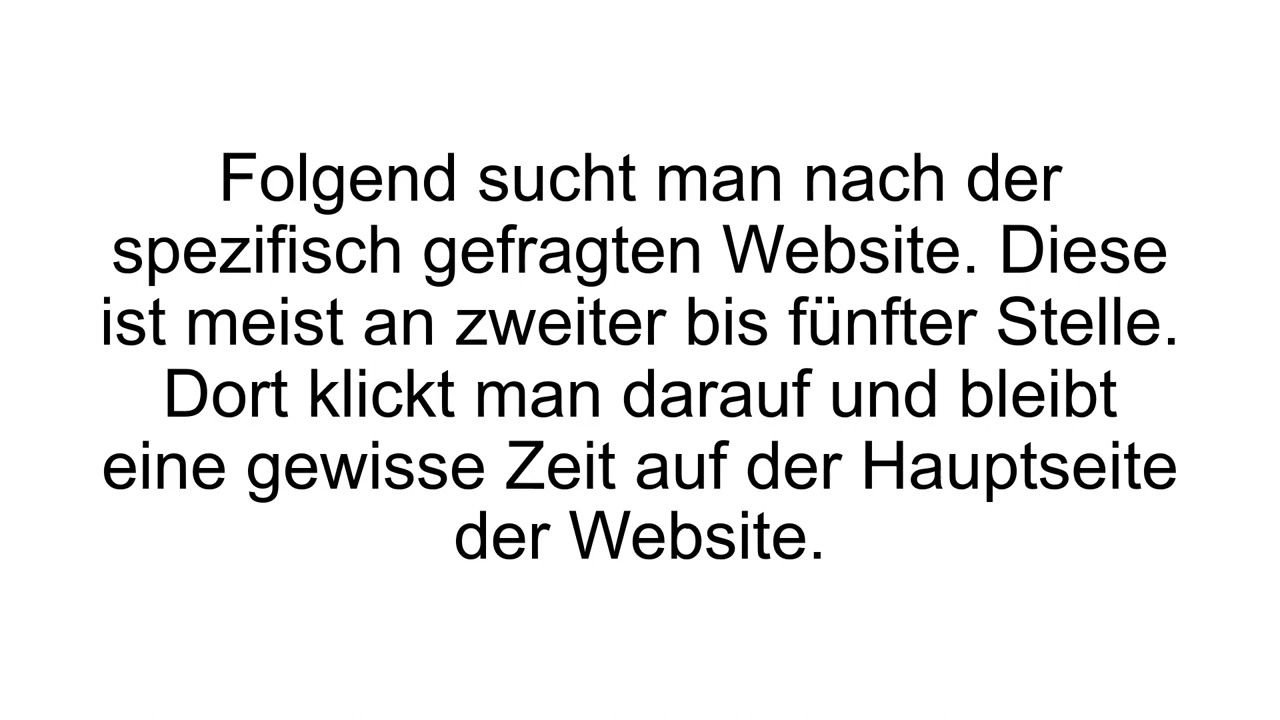 Folgend sucht man nach der
spezifisch gefragten Website. Diese
ist meist an zweiter bis fünfter Stelle.
Dort klickt man darauf und bleibt
eine gewisse Zeit auf der Hauptseite
der Website.